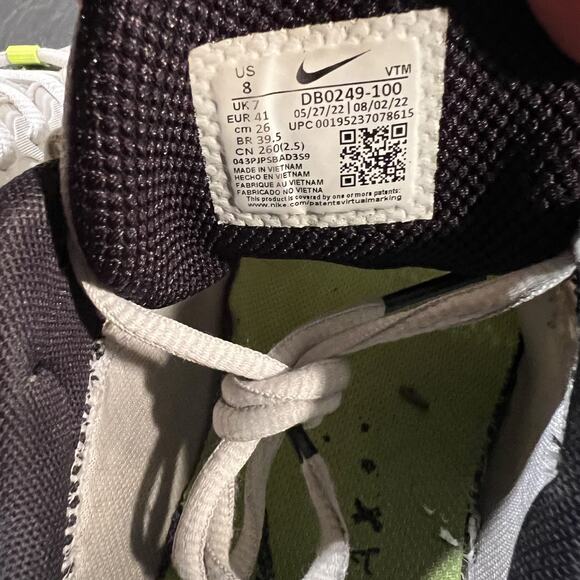 US
8
VTM
UK 7
DB0249-100
EUR 41
05/27/22 | 08/02/22
cm 26
UPC 00195237078615
BR 39,5
CN 260(2.5)
043PJPSBAD3S9
MADE IN VIETNAM
HECHO EN VIETNAM
FABRIQUE AU VIETNAM
FABRICADO NO VIETNA
This product is covered by one or more patents:
www.nike.com/patentsvirtualmarking